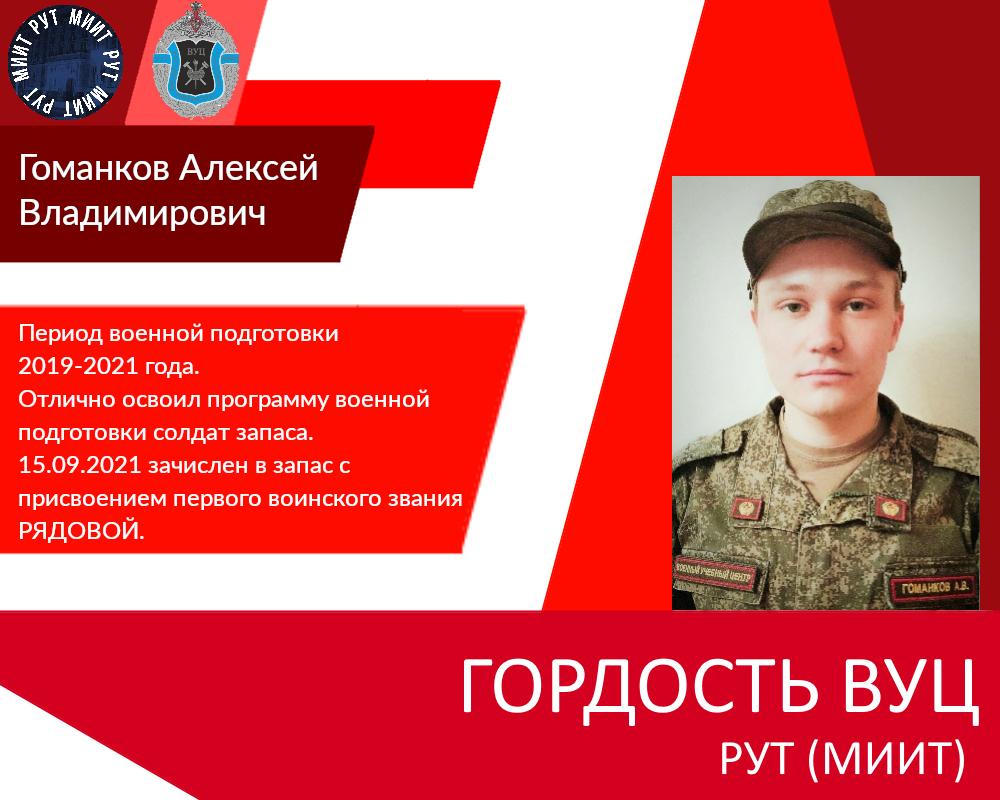 РУТ МИИТ РУТ МИИТ РУТ МИИТ
ВУЦ
Гоманков Алексей
Владимирович
Период военной подготовки
2019-2021 года.
Отлично освоил программу военной
подготовки солдат запаса.
15.09.2021 зачислен в запас с
присвоением первого воинского звания
РЯДОВОЙ.
ВОЕННЫЙ УЧЕБНЫЙ ЦЕНТР
ГОМАНКОВ А.В.
ГОРДОСТЬ ВУЦ
РУТ (МИИТ)